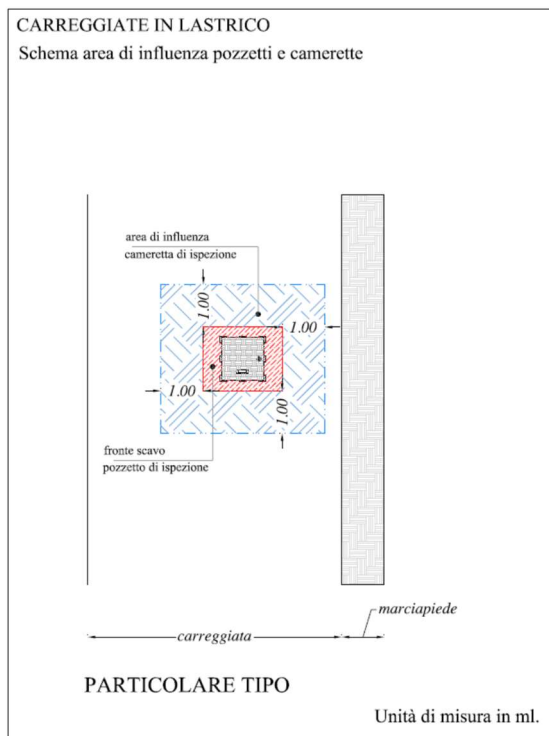 CARREGGIATE IN LASTRICO
Schema area di influenza pozzetti e camerette
area di influenza
cameretta di ispezione
1.00
1.00
1.00
1.00
fronte scavo
pozzetto di ispezione
marciapiede
carreggiata
PARTICOLARE TIPO
Unità di misura in ml.